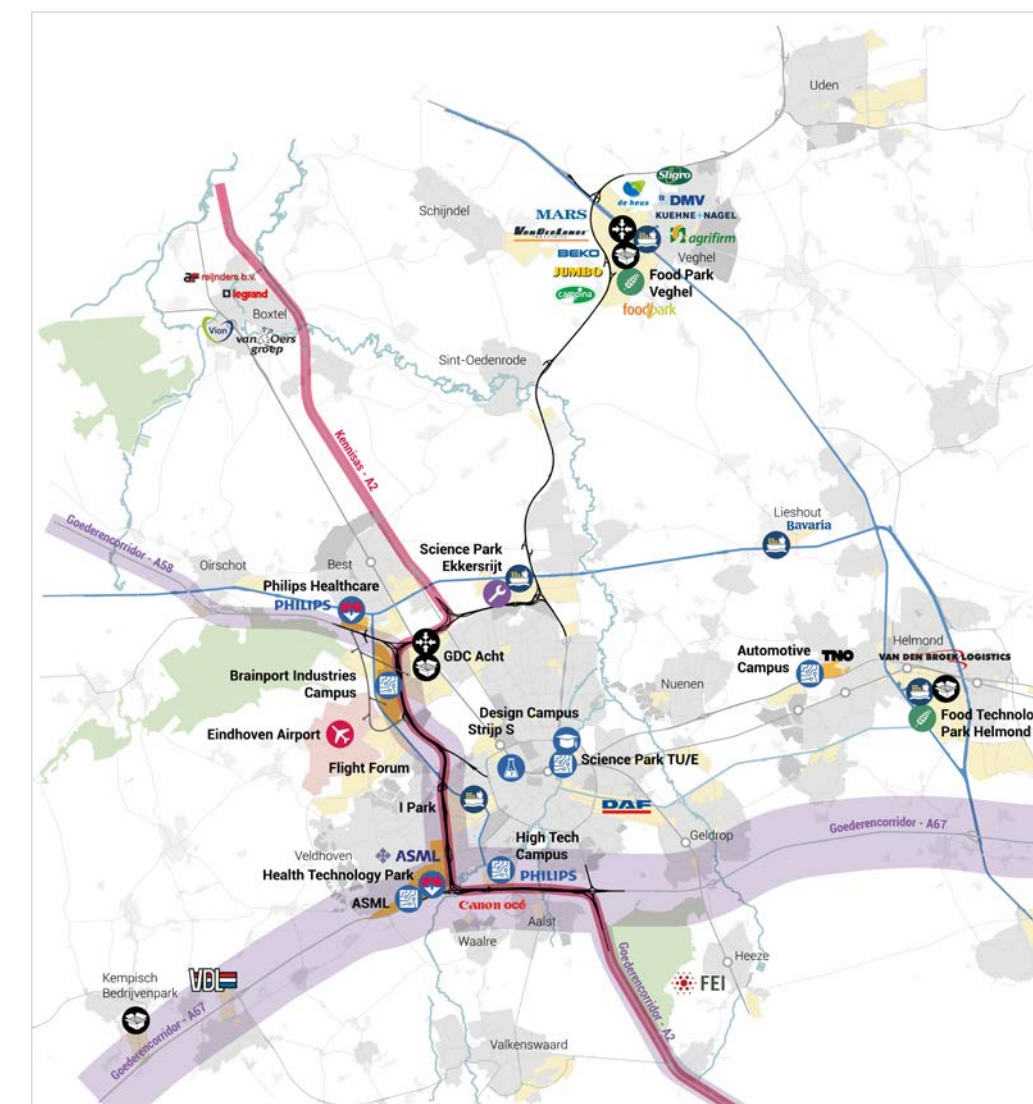 Uden
Sligro
de heus
DMV
Schijndel
MARS
KUEHNE+NAGEL
VANDERLANDE
INDUSTRIES
agrifirm
BEKO
Veghel
JUMBO
Food Park
Veghel
campina
foodpark
reijnders b.v.
legrand
Boxtel
Vion
van Oers
groep
Sint-Oedenrode
Kennisas - A2
Lieshout
Bavaria
Goederencorridor - A58
Oirschot
Best
Science Park
Ekkersrijt
Philips Healthcare
PHILIPS
GDC Acht
Helmond
Automotive
Campus
TNO
VAN DEN BROEK LOGISTICS
Brainport Industries
Campus
Nuenen
Design Campus
Strijp S
Food Technolo
Park Helmond
Eindhoven Airport
Science Park TU/E
Flight Forum
I Park
DAF
Goederencorridor - A67
High Tech
Campus
Geldrop
Veldhoven
ASML
Health Technology Park
PHILIPS
ASML
Canon océ
Aalst
Waalre
Heeze
Kempisch
Bedrijvenpark
VDL
FEI
Goederencorridor - A2
Goederencorridor - A67
Valkenswaard